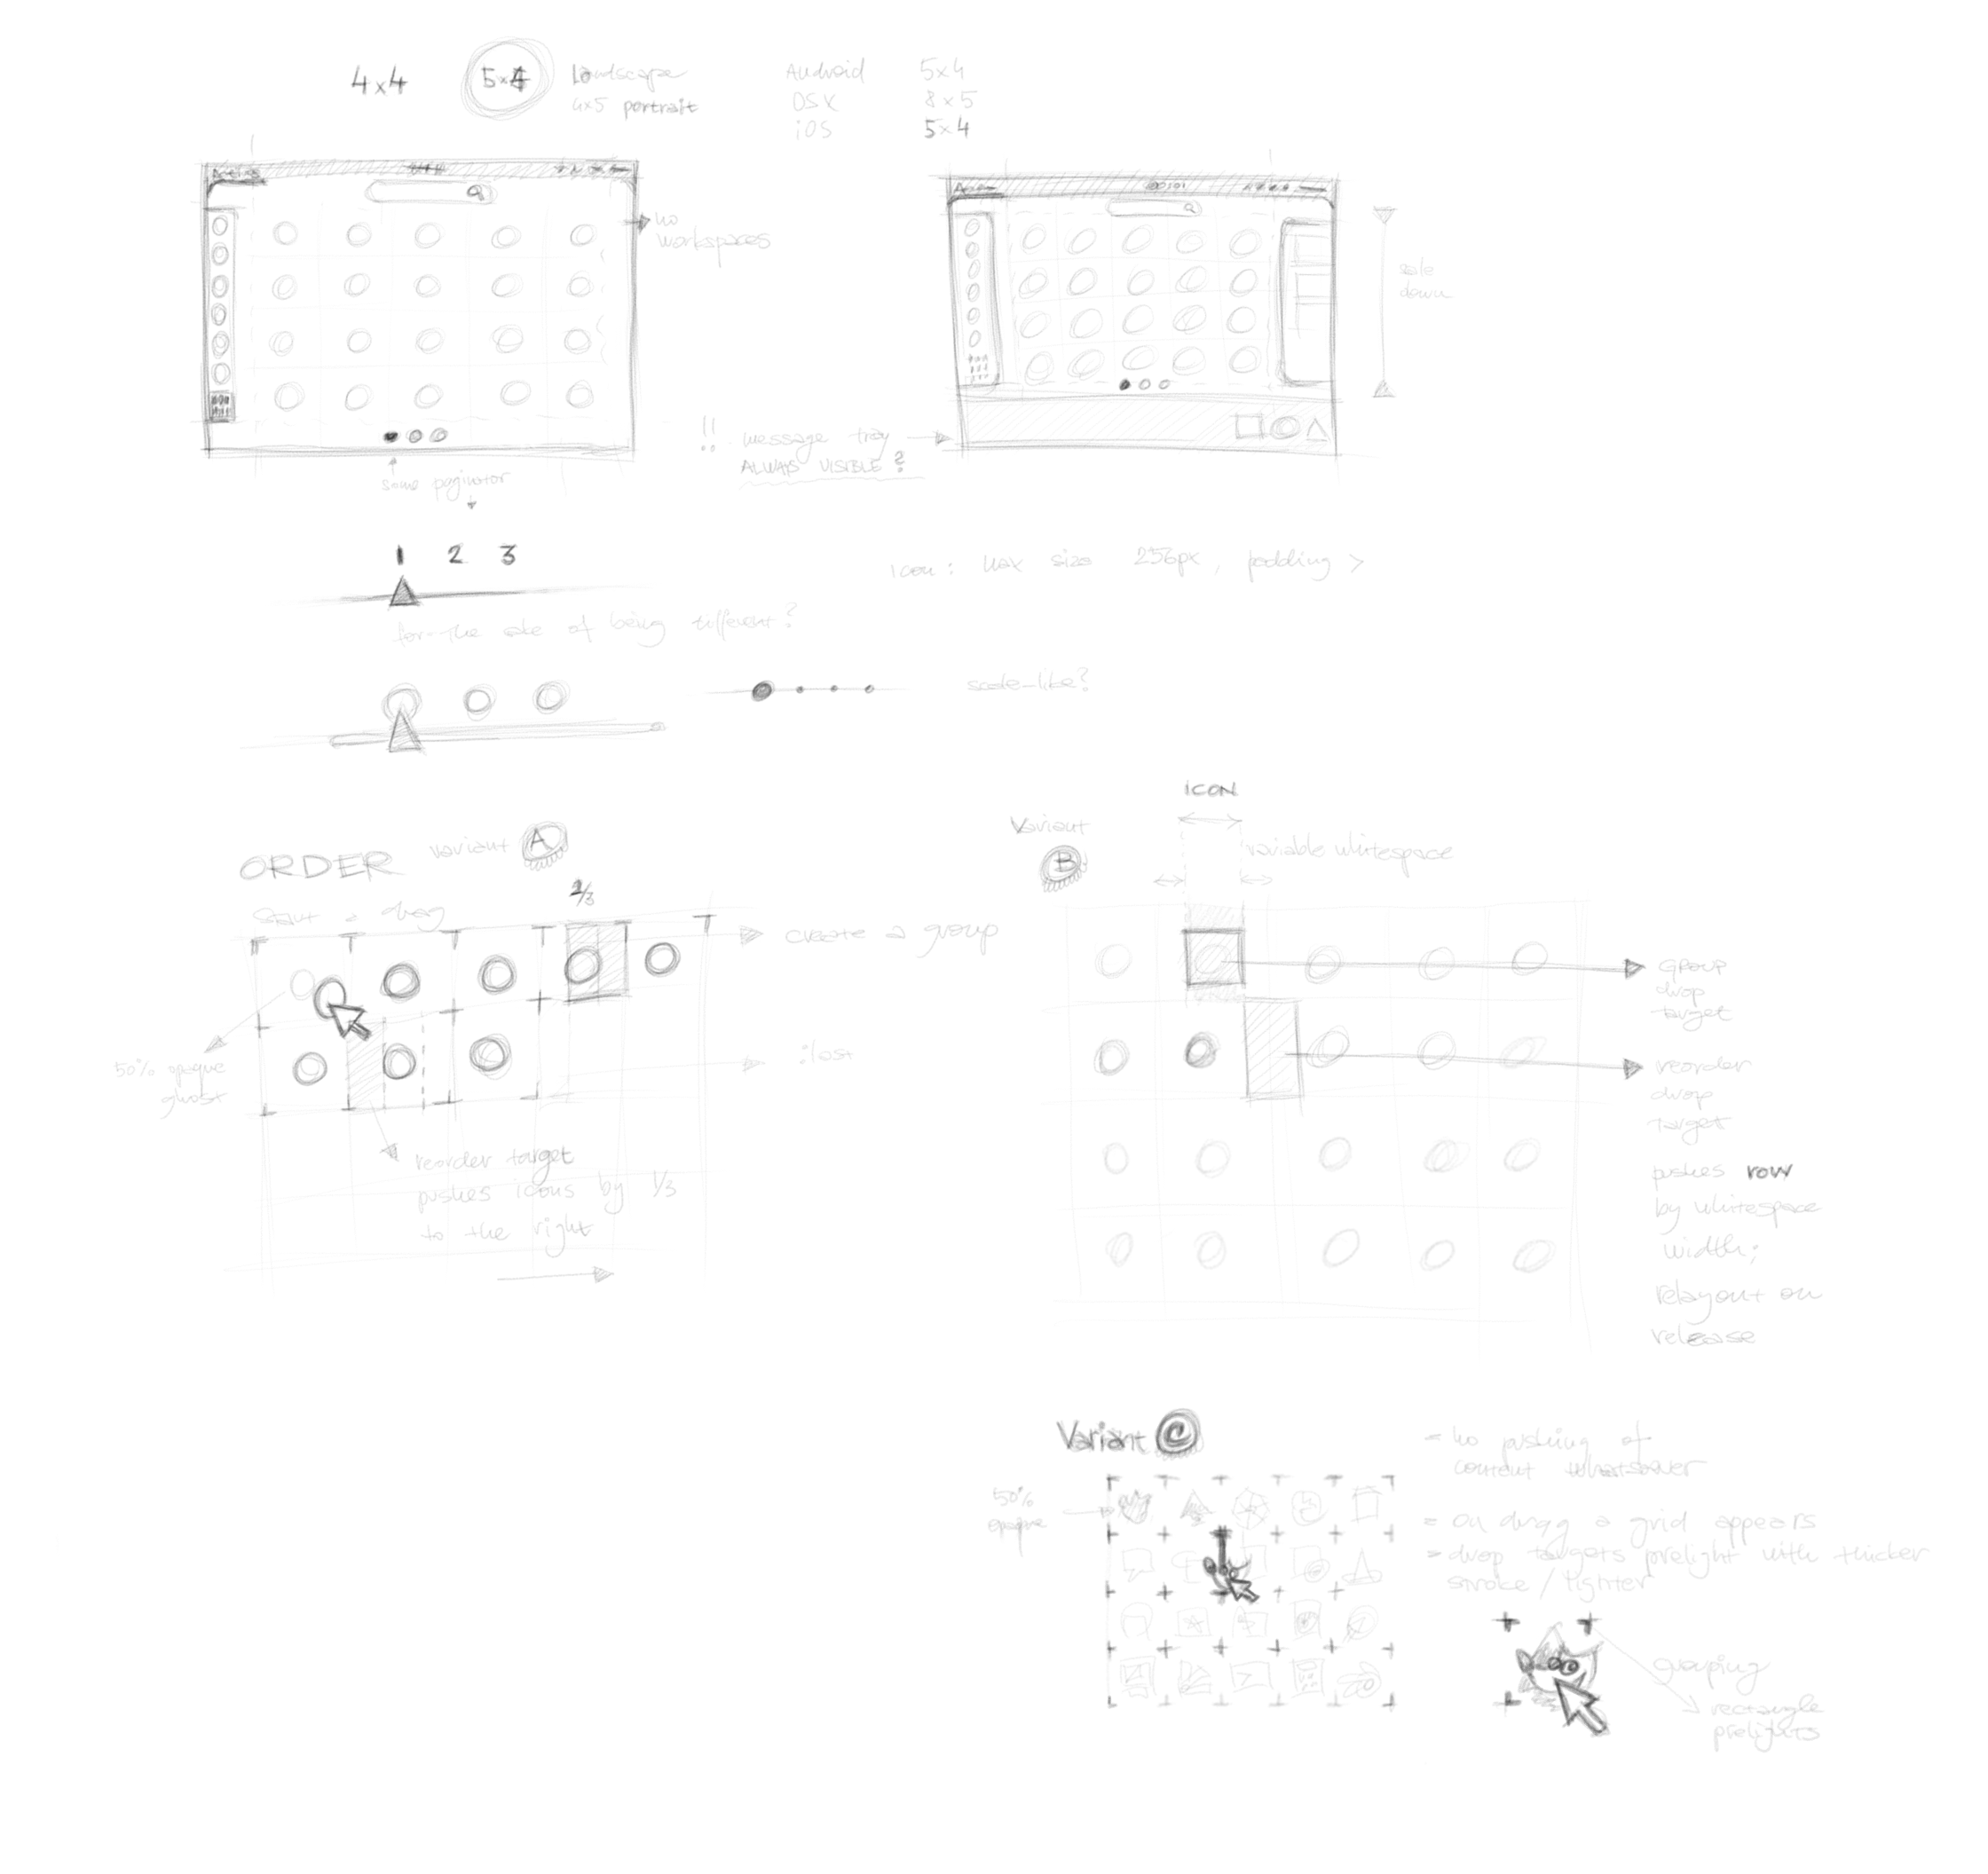 4x4
5x4
Landscape
4x5 portrait
Android 5x4
OSX 8x5
iOS 5x4
no
workspaces
scale
down
!! message tray
ALWAYS VISIBLE?
some paginator
1 2 3
icon: max size 256px, padding >
for the sake of being different?
scale-like?
ORDER
variant A
start a drag
2/3
create a group
50% opaque
ghost
:last
reorder target
pushes icons by 1/3
to the right
ICON
Variant
B
variable whitespace
GROUP
drop
target
reorder
drop
target
pushes row
by whitespace
width;
relayout on
release
Variant C
50%
opaque
- no pushing of
content whatsoever
= on drag a grid appears
= drop targets prelight with thicker
stroke / lighter
grouping
rectangle
prelights